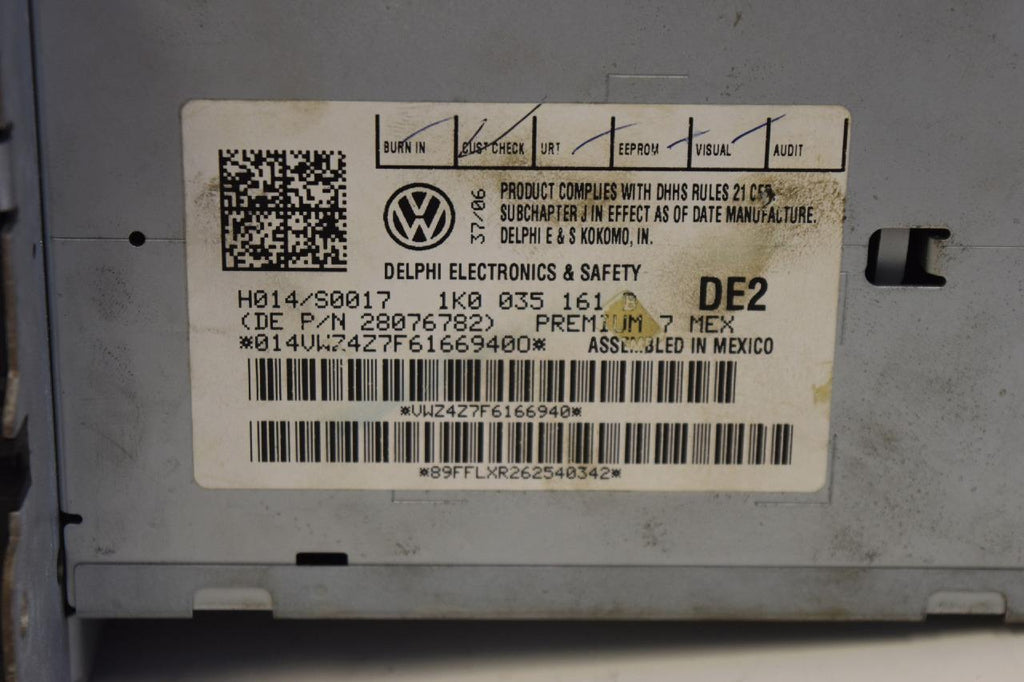 BURN IN CUST CHECK URT EEPROM VISUAL AUDIT
37/06
PRODUCT COMPLIES WITH DHHS RULES 21 CFR,
SUBCHAPTER J IN EFFECT AS OF DATE MANUFACTURE.
DELPHI E & S KOKOMO, IN.
DELPHI ELECTRONICS & SAFETY
H014/S0017 1K0 035 161 DE2
(DE P/N 28076782) PREMIUM 7 MEX
*014VWZ4Z7F6166940O* ASSEMBLED IN MEXICO
*VWZ4Z7F6166940*
*89FFLXR262540342*